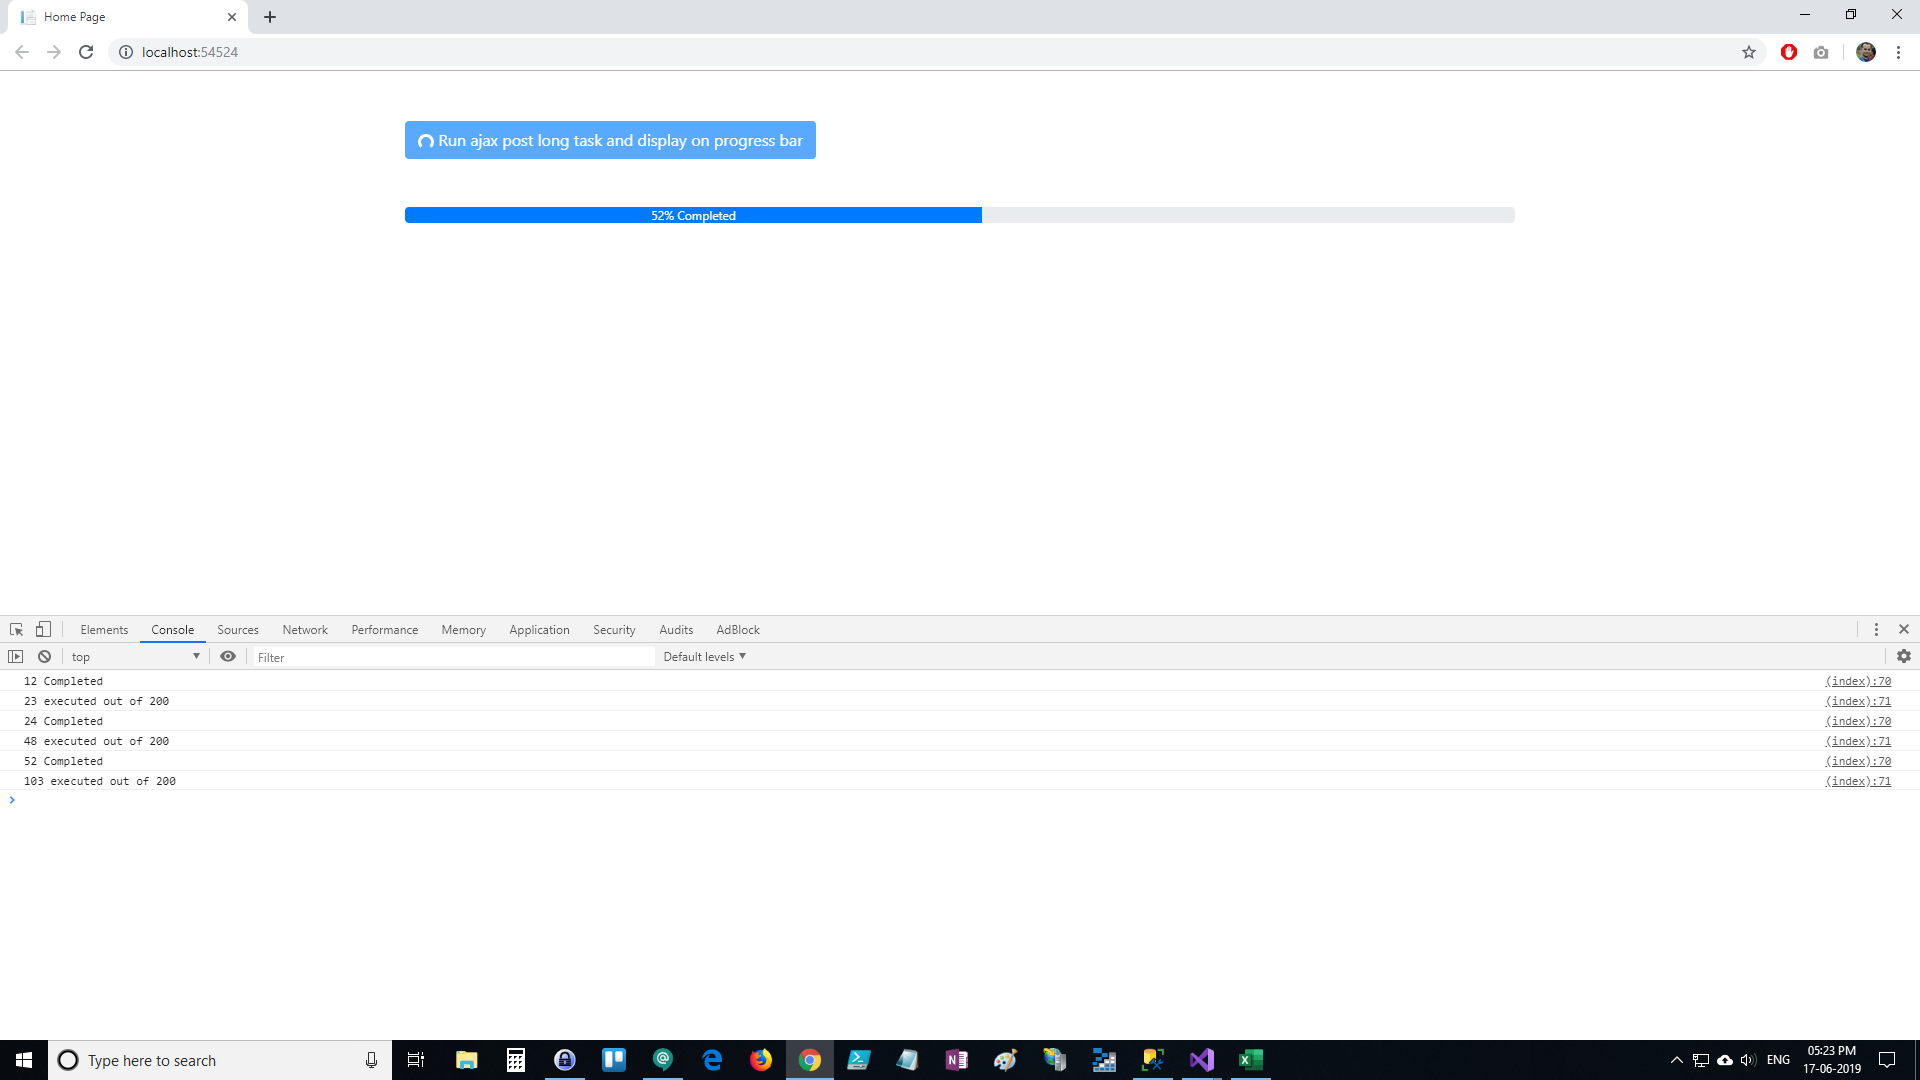 Home Page
localhost:54524
Run ajax post long task and display on progress bar
52% Completed
Elements Console Sources Network Performance Memory Application Security Audits AdBlock
top Filter Default levels
12 Completed (index):70
23 executed out of 200 (index):71
24 Completed (index):70
48 executed out of 200 (index):71
52 Completed (index):70
103 executed out of 200 (index):71
Type here to search
ENG
05:23 PM
17-06-2019